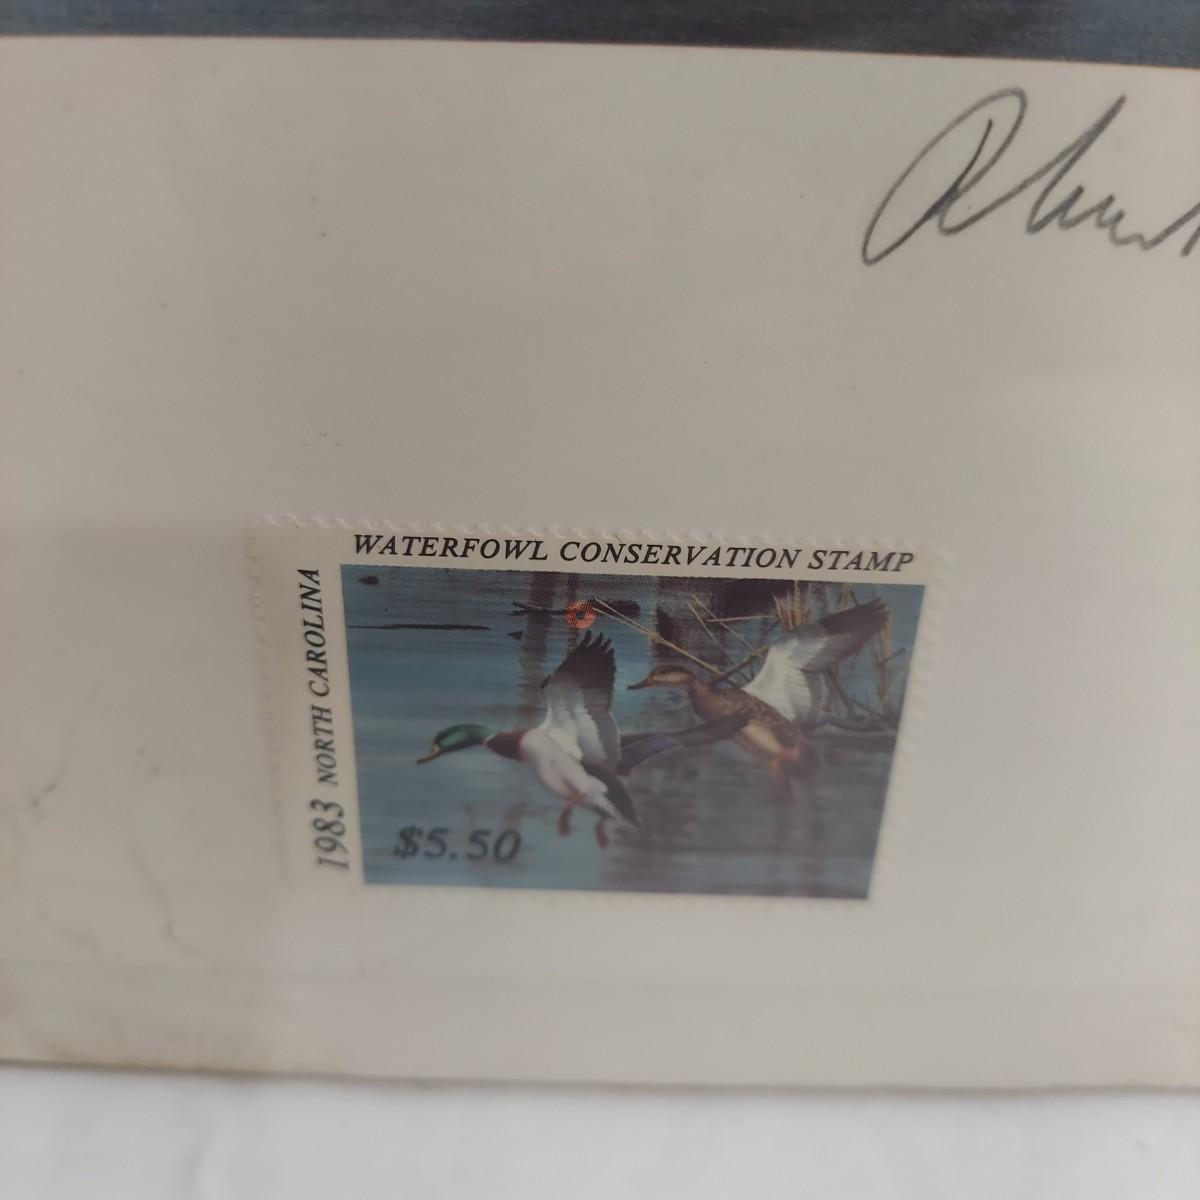 WATERFOWL CONSERVATION STAMP
1983 NORTH CAROLINA
$5.50